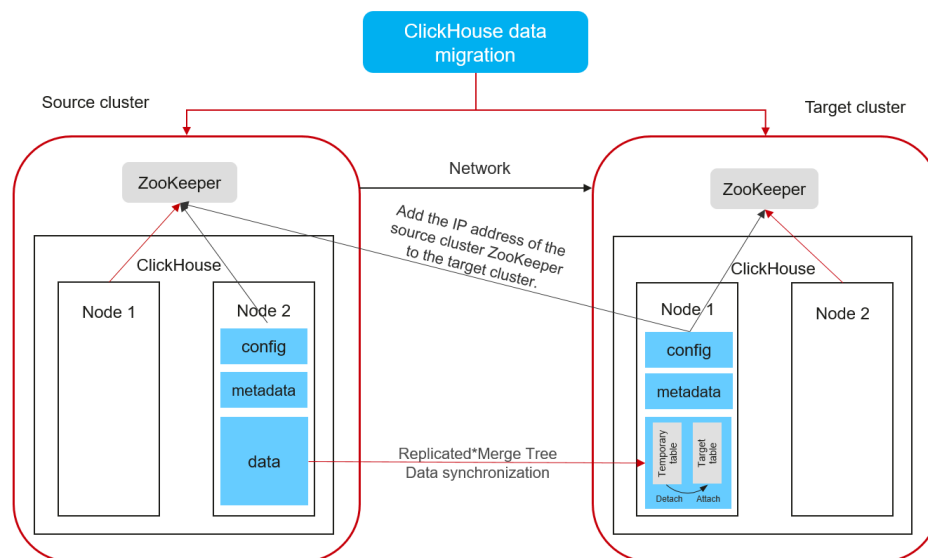 ClickHouse data
migration
Source cluster
Target cluster
ZooKeeper
Network
ZooKeeper
Add the IP address of the
source cluster ZooKeeper
to the target cluster.
ClickHouse
ClickHouse
Node 1
Node 2
Node 1
Node 2
config
metadata
data
config
metadata
Replicated*Merge Tree
Data synchronization
Temporary
table
Target
table
Detach
Attach